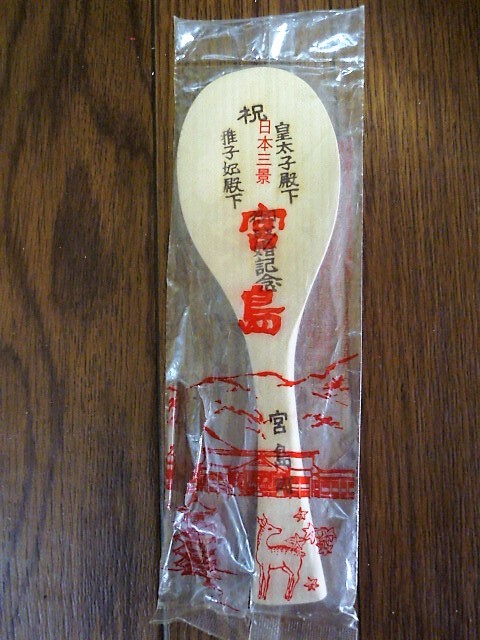 祝
皇太子殿下
雅子妃殿下
日本三景
宮島
婚記念
宮島